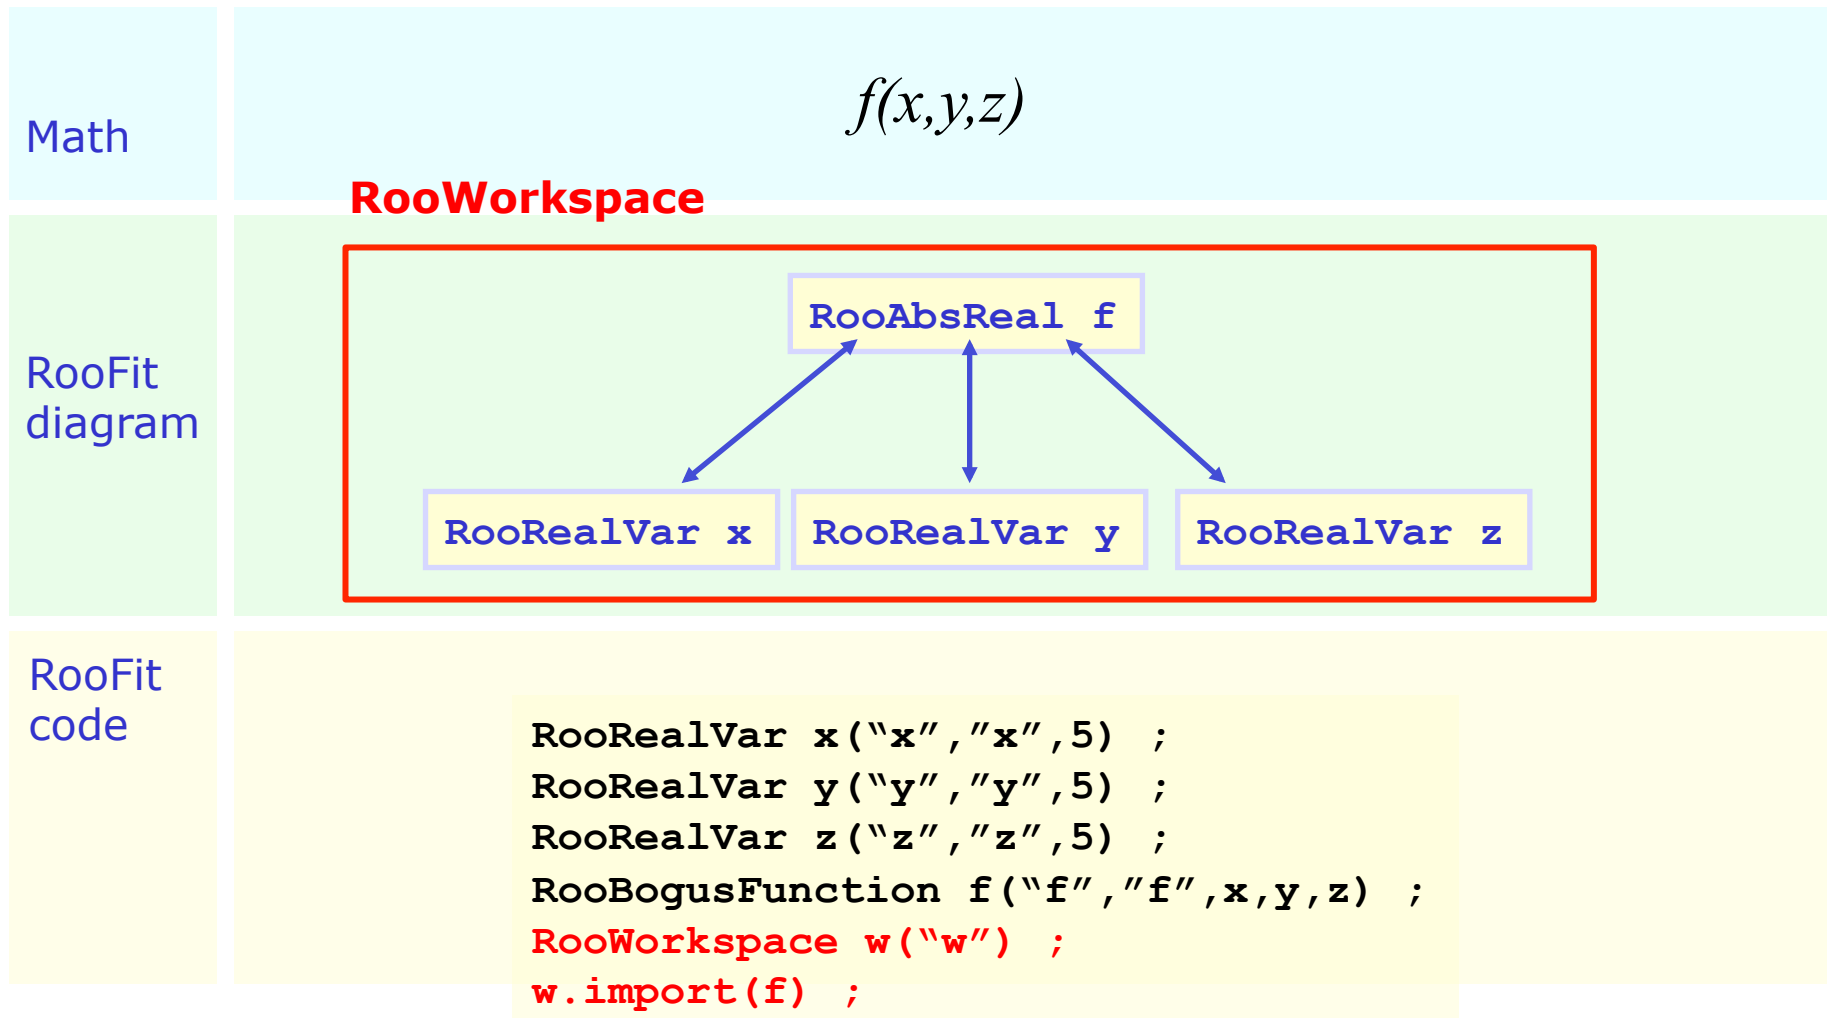 Math
f(x,y,z)
RooWorkspace
RooFit
diagram
RooAbsReal f
RooRealVar x
RooRealVar y
RooRealVar z
RooFit
code
RooRealVar x(“x”,”x”,5) ;
RooRealVar y(“y”,”y”,5) ;
RooRealVar z(“z”,”z”,5) ;
RooBogusFunction f(“f”,”f”,x,y,z) ;
RooWorkspace w(“w”) ;
w.import(f) ;